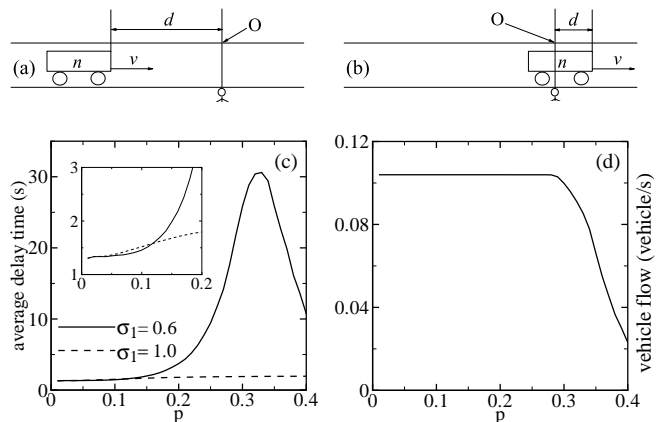 d
O
(a)
n
v
O
d
(b)
n
v
average delay time (s)
30
20
10
0
3
2
1
0
0.1
0.2
(c)
σ1= 0.6
σ1= 1.0
0
0.1
0.2
0.3
0.4
p
0.12
0.08
0.04
0
(d)
vehicle flow (vehicle/s)
0
0.1
0.2
0.3
0.4
p